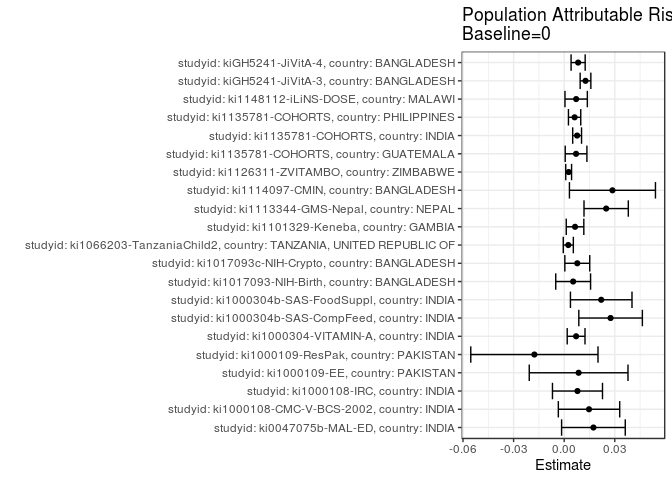 Population Attributable Ris
Baseline=0
studyid: kiGH5241-JiVitA-4, country: BANGLADESH
studyid: kiGH5241-JiVitA-3, country: BANGLADESH
studyid: ki1148112-iLiNS-DOSE, country: MALAWI
studyid: ki1135781-COHORTS, country: PHILIPPINES
studyid: ki1135781-COHORTS, country: INDIA
studyid: ki1135781-COHORTS, country: GUATEMALA
studyid: ki1126311-ZVITAMBO, country: ZIMBABWE
studyid: ki1114097-CMIN, country: BANGLADESH
studyid: ki1113344-GMS-Nepal, country: NEPAL
studyid: ki1101329-Keneba, country: GAMBIA
studyid: ki1066203-TanzaniaChild2, country: TANZANIA, UNITED REPUBLIC OF
studyid: ki1017093c-NIH-Crypto, country: BANGLADESH
studyid: ki1017093-NIH-Birth, country: BANGLADESH
studyid: ki1000304b-SAS-FoodSuppl, country: INDIA
studyid: ki1000304b-SAS-CompFeed, country: INDIA
studyid: ki1000304-VITAMIN-A, country: INDIA
studyid: ki1000109-ResPak, country: PAKISTAN
studyid: ki1000109-EE, country: PAKISTAN
studyid: ki1000108-IRC, country: INDIA
studyid: ki1000108-CMC-V-BCS-2002, country: INDIA
studyid: ki0047075b-MAL-ED, country: INDIA
-0.06 -0.03 0.00 0.03
Estimate